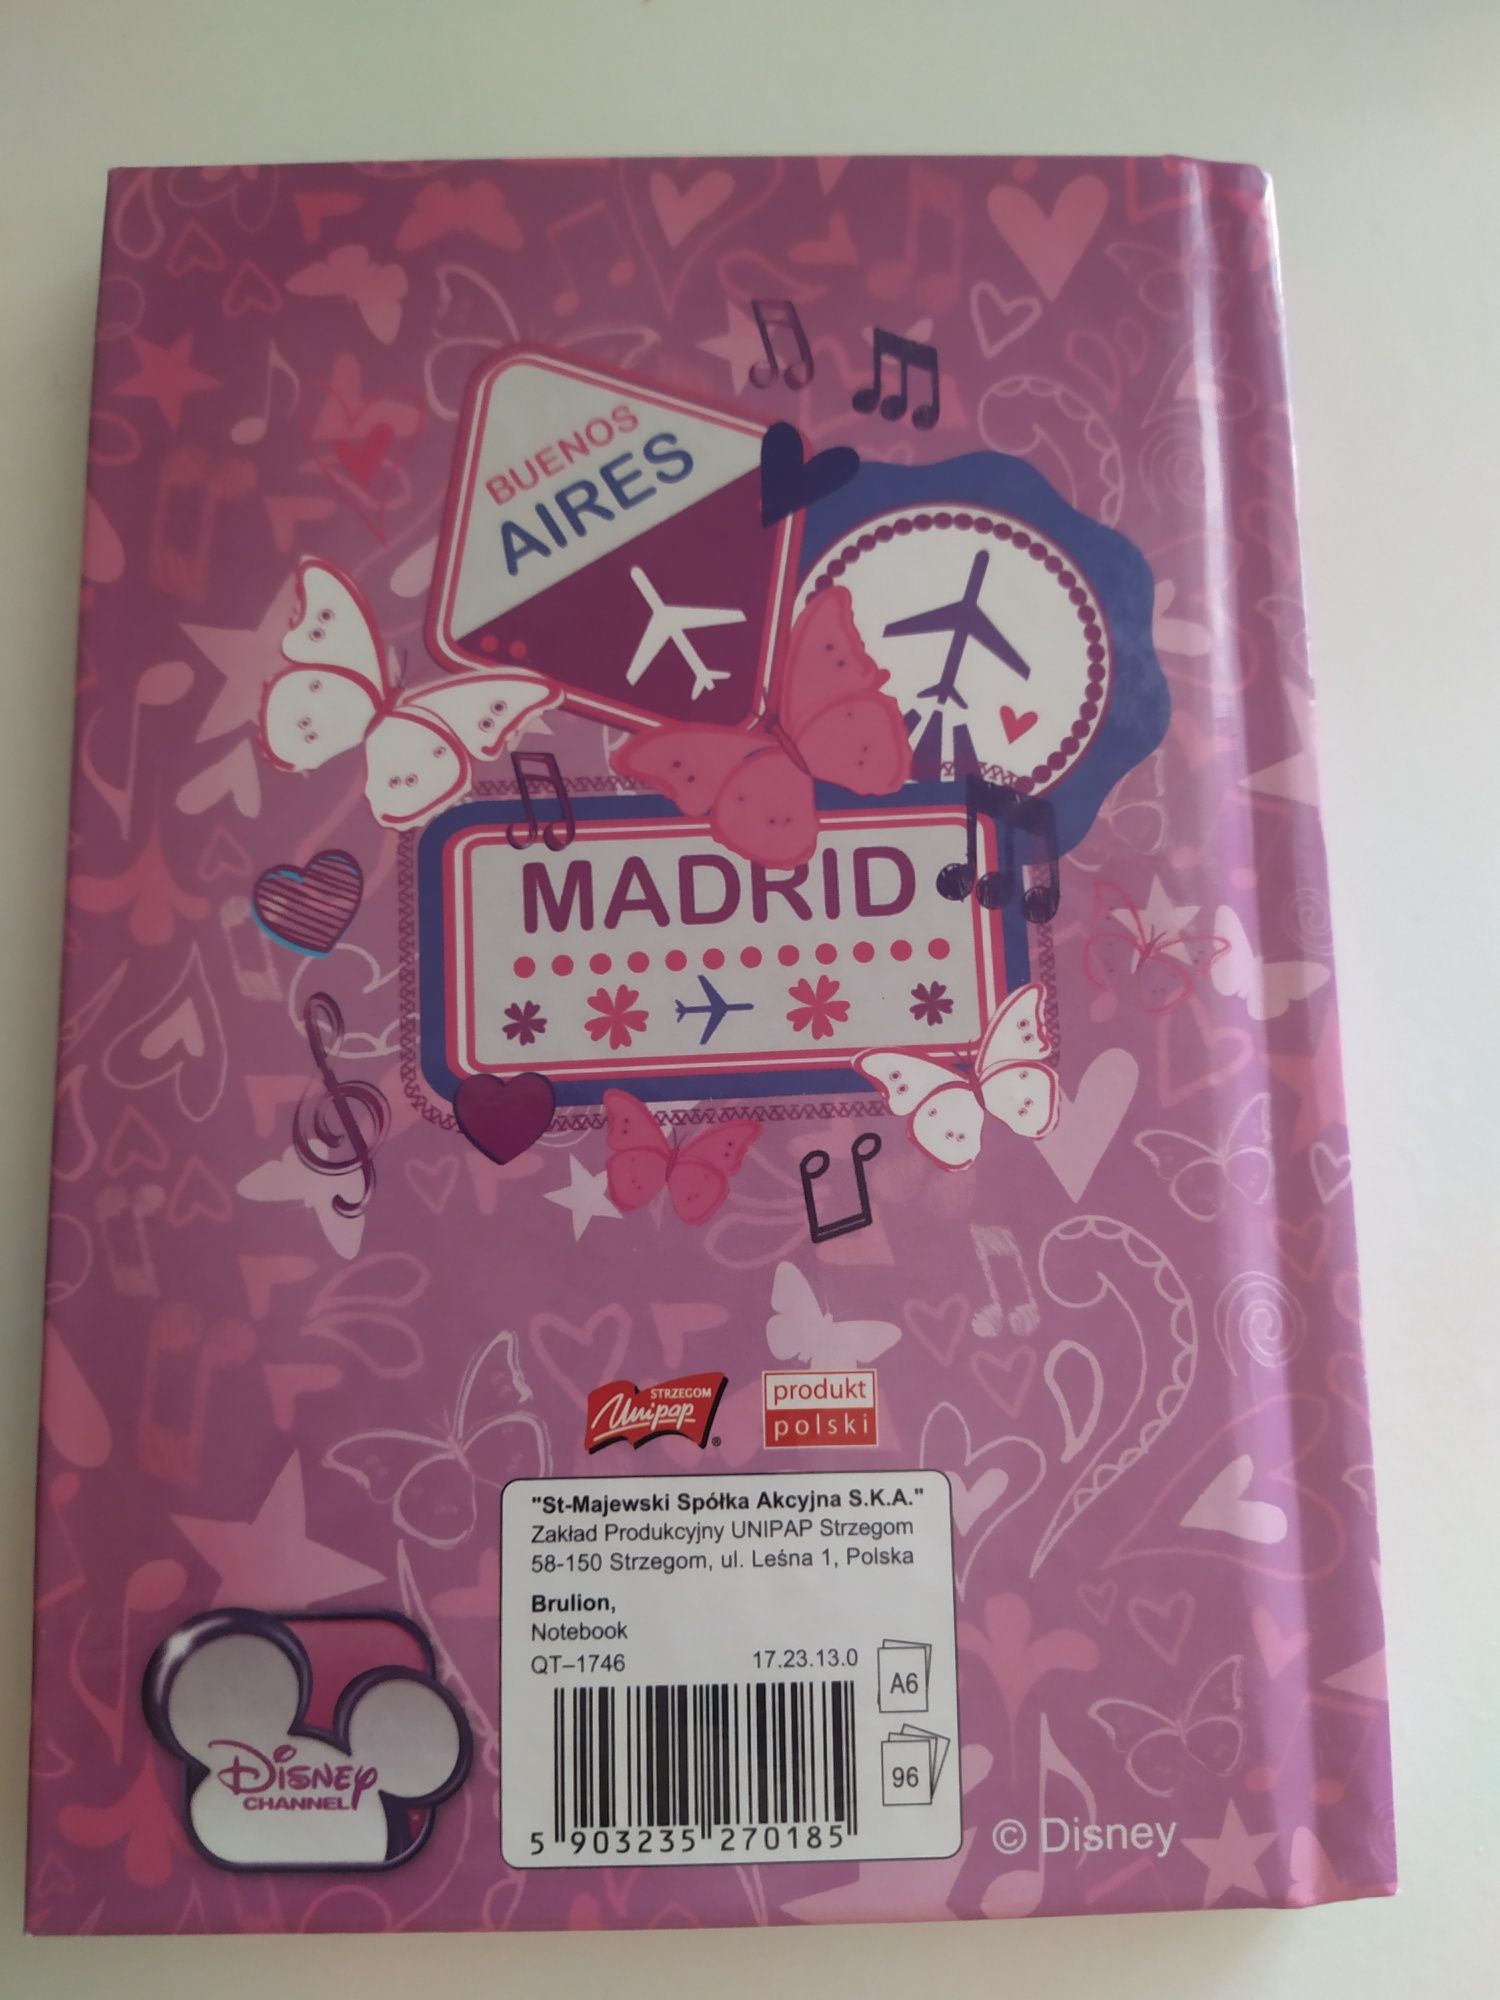 BUENOS
AIRES
MADRID
STRZEGOM
Unipap
®
produkt
polski
"St-Majewski Spółka Akcyjna S.K.A."
Zakład Produkcyjny UNIPAP Strzegom
58-150 Strzegom, ul. Leśna 1, Polska
Brulion,
Notebook
QT–1746 17.23.13.0
A6
96
5 903235 270185
DISNEY
CHANNEL
© Disney